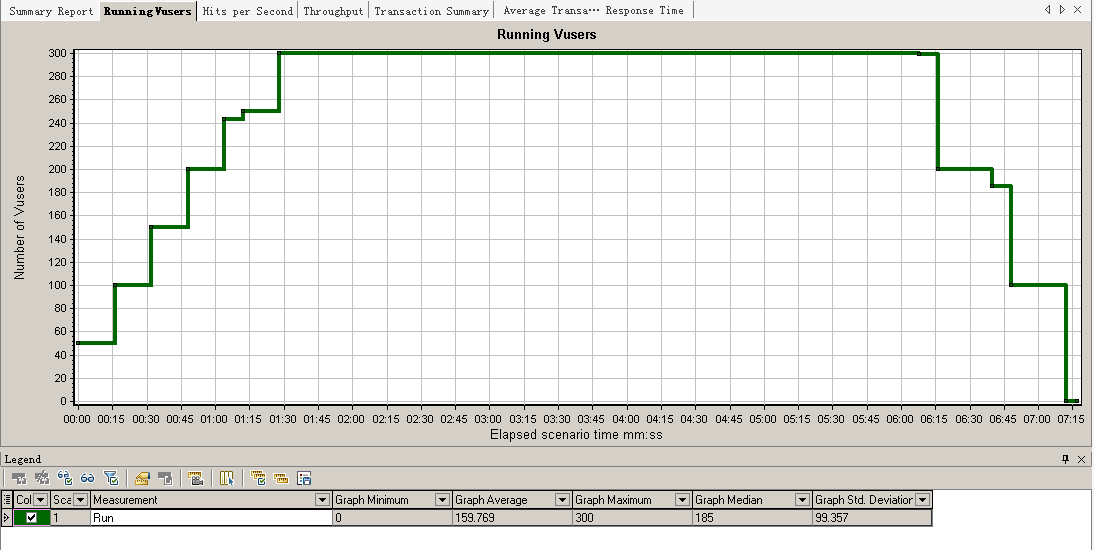 Summary Report Running Vusers Hits per Second Throughput Transaction Summary Average Transa··· Response Time
Running Vusers
300
280
260
240
220
200
180
160
140
120
100
80
60
40
20
0
Number of Vusers
00:00 00:15 00:30 00:45 01:00 01:15 01:30 01:45 02:00 02:15 02:30 02:45 03:00 03:15 03:30 03:45 04:00 04:15 04:30 04:45 05:00 05:15 05:30 05:45 06:00 06:15 06:30 06:45 07:00 07:15
Elapsed scenario time mm:ss
Legend
Col Sca Measurement Graph Minimum Graph Average Graph Maximum Graph Median Graph Std. Deviation
1 Run 0 159.769 300 185 99.357